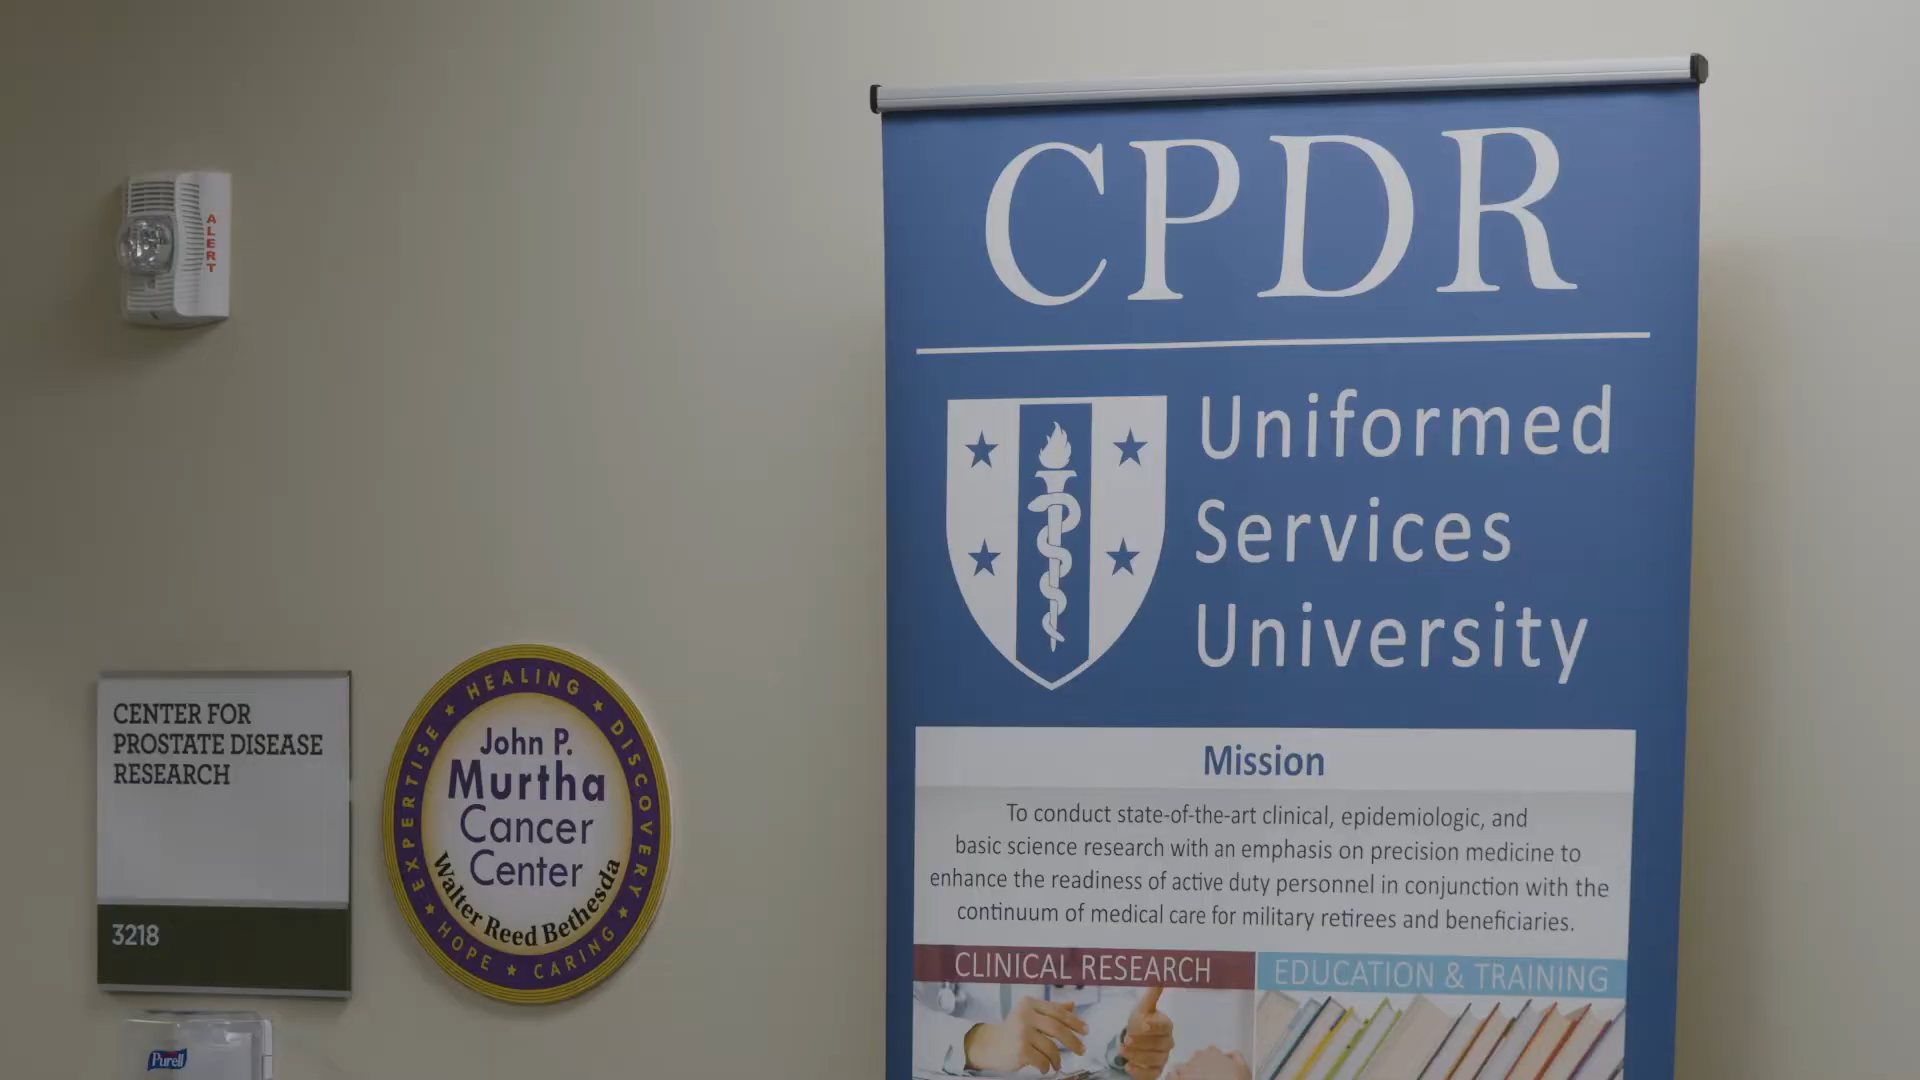 ALERT
CENTER FOR
PROSTATE DISEASE
RESEARCH
3218
Purell
HEALING ★ DISCOVERY ★ CARING ★ HOPE ★ EXPERTISE ★
John P.
Murtha
Cancer
Center
Walter Reed Bethesda
CPDR
Uniformed
Services
University
Mission
To conduct state-of-the-art clinical, epidemiologic, and
basic science research with an emphasis on precision medicine to
enhance the readiness of active duty personnel in conjunction with the
continuum of medical care for military retirees and beneficiaries.
CLINICAL RESEARCH
EDUCATION & TRAINING